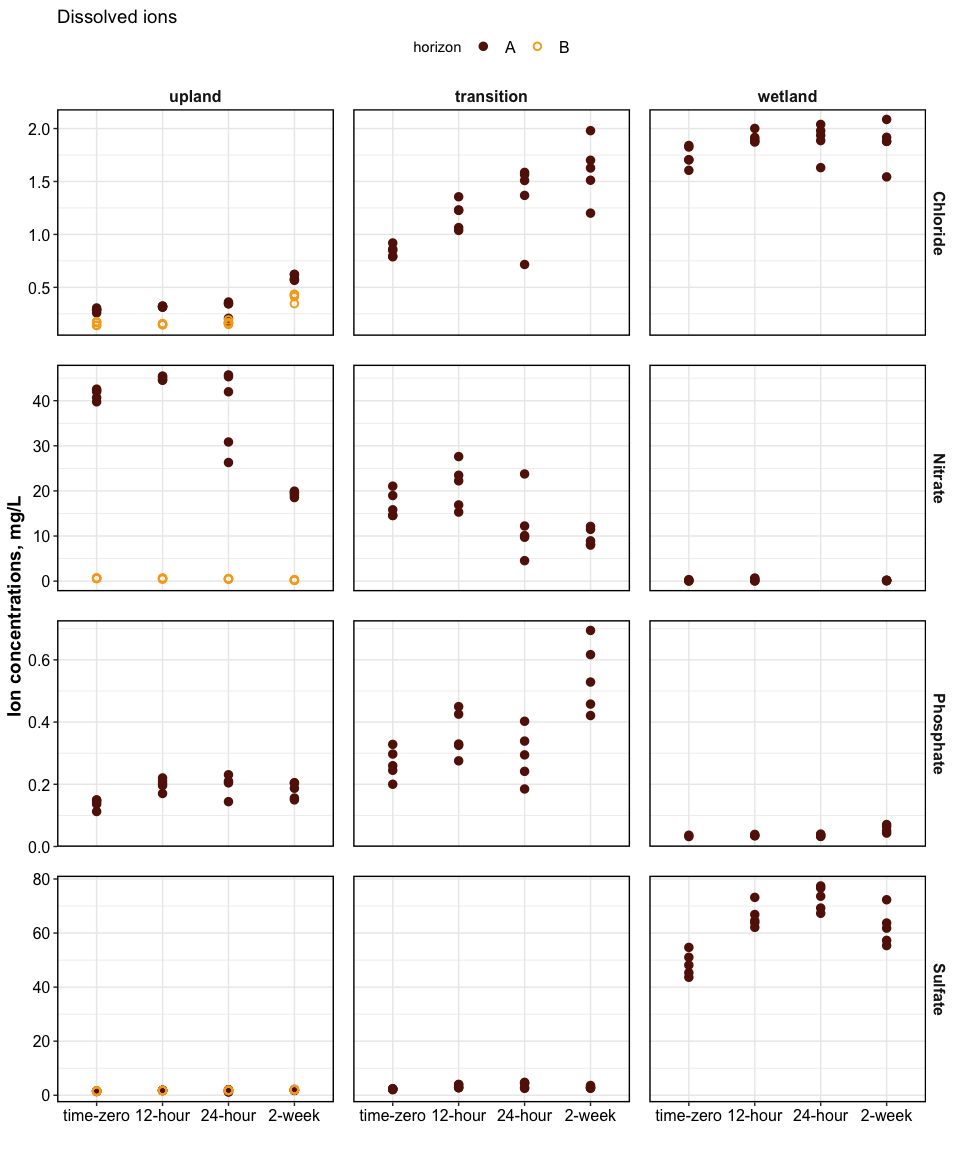 Dissolved ions
horizon A B
upland transition wetland
Ion concentrations, mg/L
2.0
1.5
1.0
0.5
Chloride
40
30
20
10
0
Nitrate
0.6
0.4
0.2
0.0
Phosphate
80
60
40
20
0
Sulfate
time-zero 12-hour 24-hour 2-week time-zero 12-hour 24-hour 2-week time-zero 12-hour 24-hour 2-week